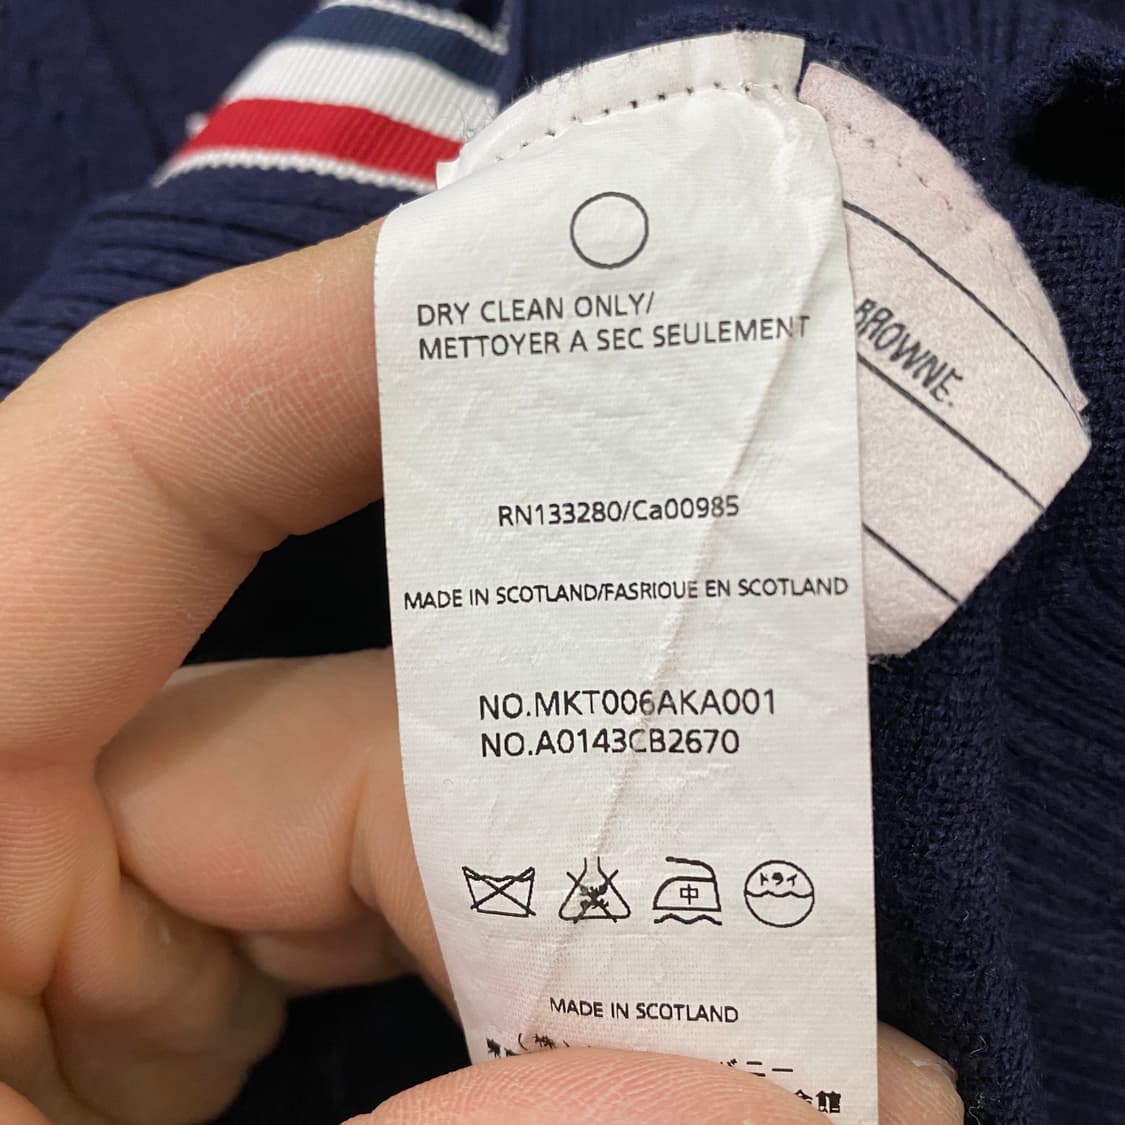 DRY CLEAN ONLY/
METTOYER A SEC SEULEMENT
RN133280/Ca00985
MADE IN SCOTLAND/FASRIOUE EN SCOTLAND
NO.MKT006AKA001
NO.A0143CB2670
中
ドライ
MADE IN SCOTLAND
BROWNE.